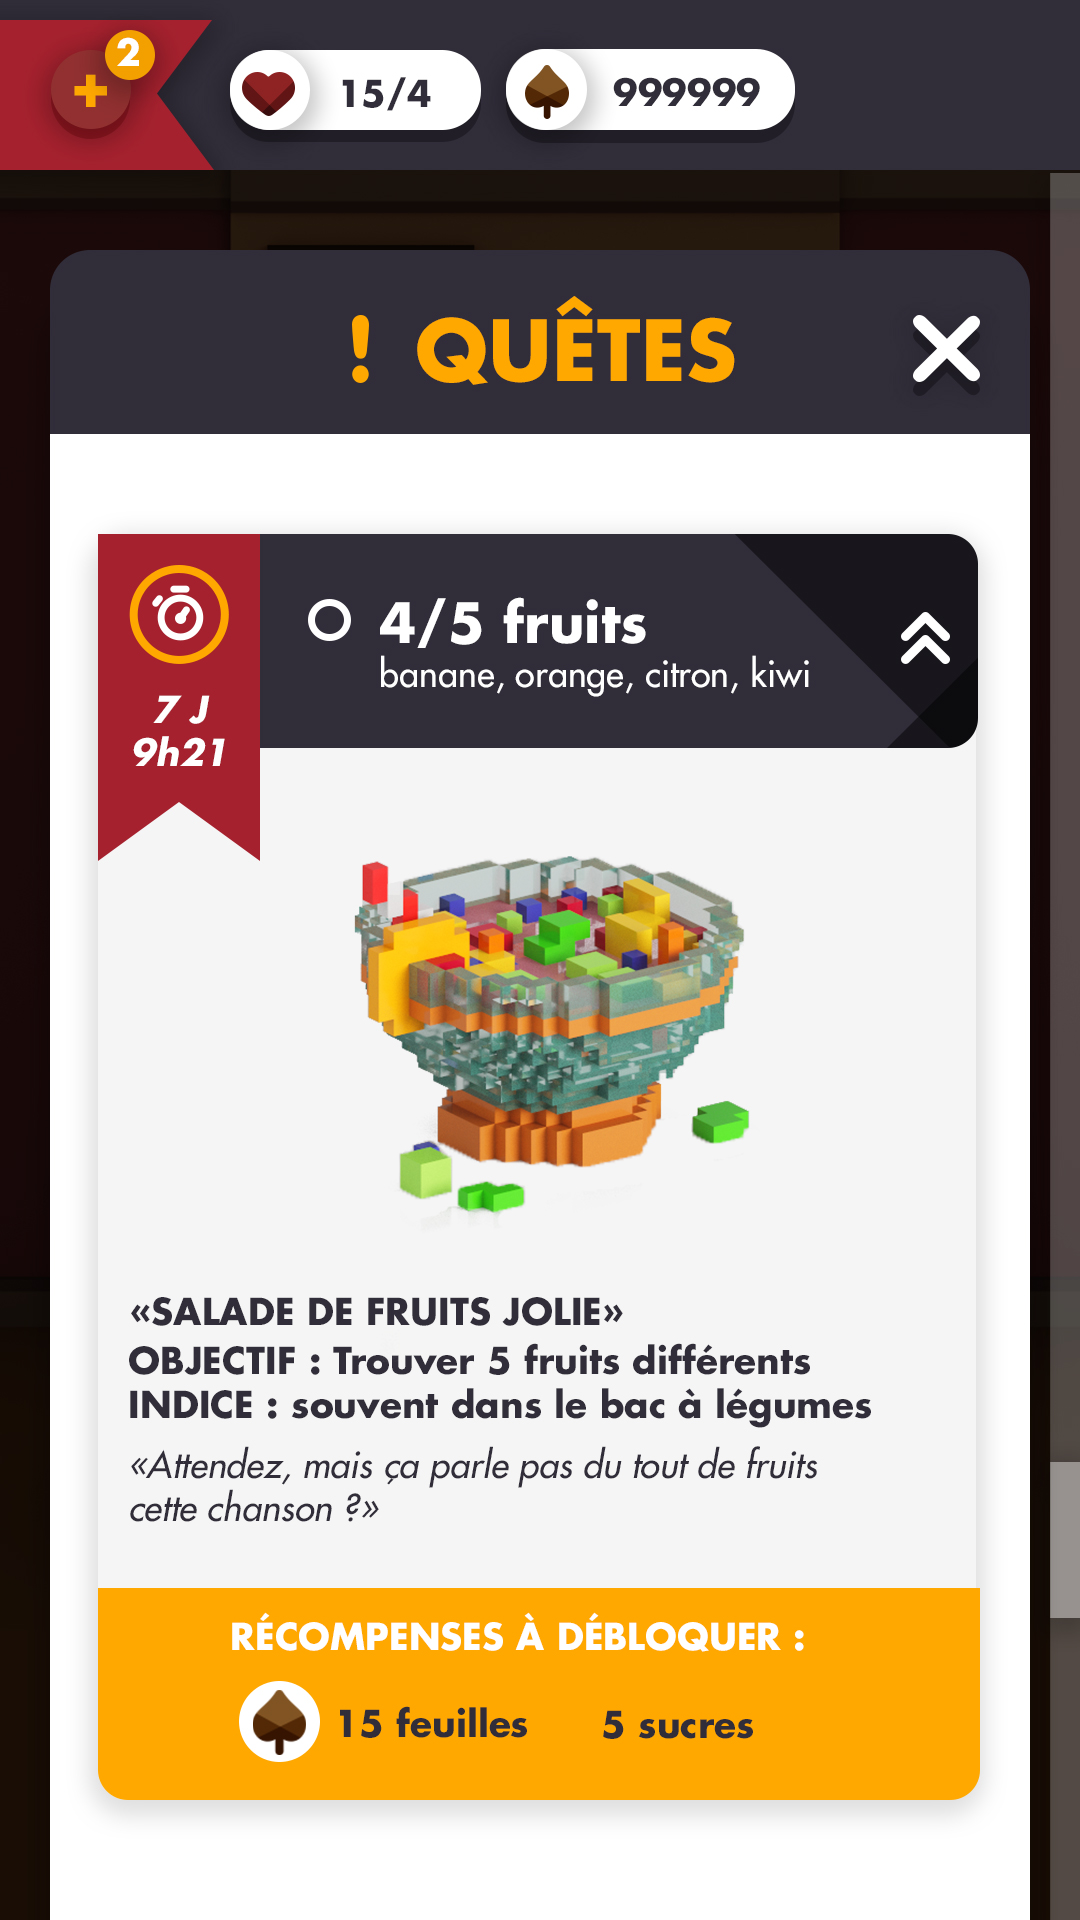 2
15/4
999999
! QUÊTES
7 J
9h21
4/5 fruits
banane, orange, citron, kiwi
«SALADE DE FRUITS JOLIE»
OBJECTIF : Trouver 5 fruits différents
INDICE : souvent dans le bac à légumes
«Attendez, mais ça parle pas du tout de fruits
cette chanson ?»
RÉCOMPENSES À DÉBLOQUER :
15 feuilles
5 sucres